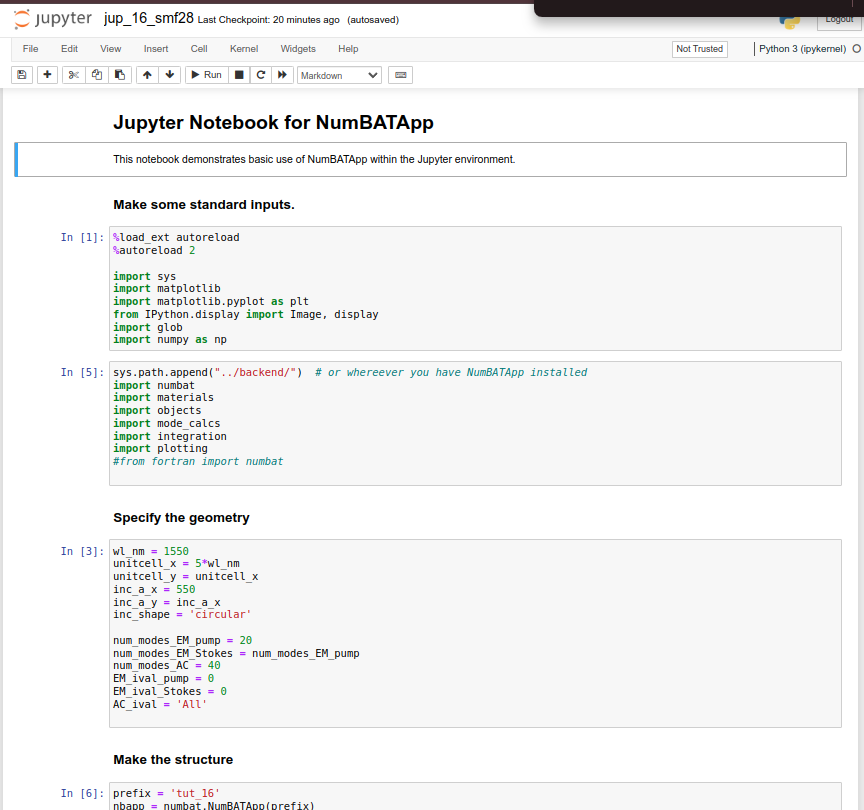 jupyter jup_16_smf28 Last Checkpoint: 20 minutes ago (autosaved)
Logout
File Edit View Insert Cell Kernel Widgets Help Not Trusted Python 3 (ipykernel)
Run Markdown
Jupyter Notebook for NumBATApp
This notebook demonstrates basic use of NumBATApp within the Jupyter environment.
Make some standard inputs.
In [1]: %load_ext autoreload
%autoreload 2
import sys
import matplotlib
import matplotlib.pyplot as plt
from IPython.display import Image, display
import glob
import numpy as np
In [5]: sys.path.append("../backend/")  # or whereever you have NumBATApp installed
import numbat
import materials
import objects
import mode_calcs
import integration
import plotting
#from fortran import numbat
Specify the geometry
In [3]: wl_nm = 1550
unitcell_x = 5*wl_nm
unitcell_y = unitcell_x
inc_a_x = 550
inc_a_y = inc_a_x
inc_shape = 'circular'
num_modes_EM_pump = 20
num_modes_EM_Stokes = num_modes_EM_pump
num_modes_AC = 40
EM_ival_pump = 0
EM_ival_Stokes = 0
AC_ival = 'All'
Make the structure
In [6]: prefix = 'tut_16'
nbapp = numbat.NumBATApp(prefix)